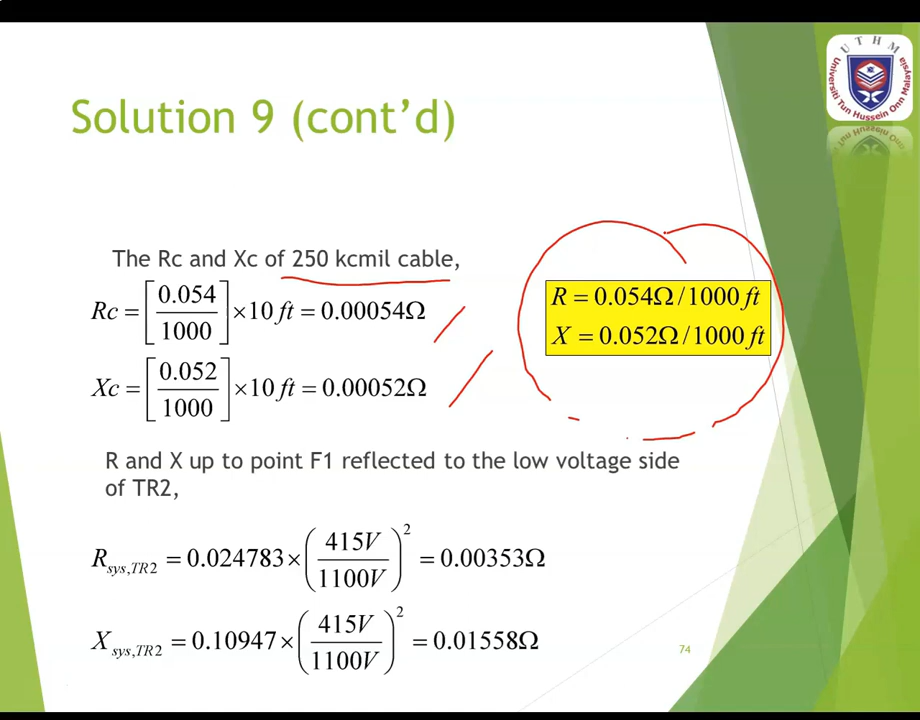 UTHM
Universiti Tun Hussein Onn Malaysia
Solution 9 (cont’d)
The Rc and Xc of 250 kcmil cable,
Rc = [0.054 / 1000] × 10 ft = 0.00054Ω
R = 0.054Ω / 1000 ft
X = 0.052Ω / 1000 ft
Xc = [0.052 / 1000] × 10 ft = 0.00052Ω
R and X up to point F1 reflected to the low voltage side
of TR2,
R sys,TR2 = 0.024783 × (415V / 1100V)² = 0.00353Ω
X sys,TR2 = 0.10947 × (415V / 1100V)² = 0.01558Ω
74